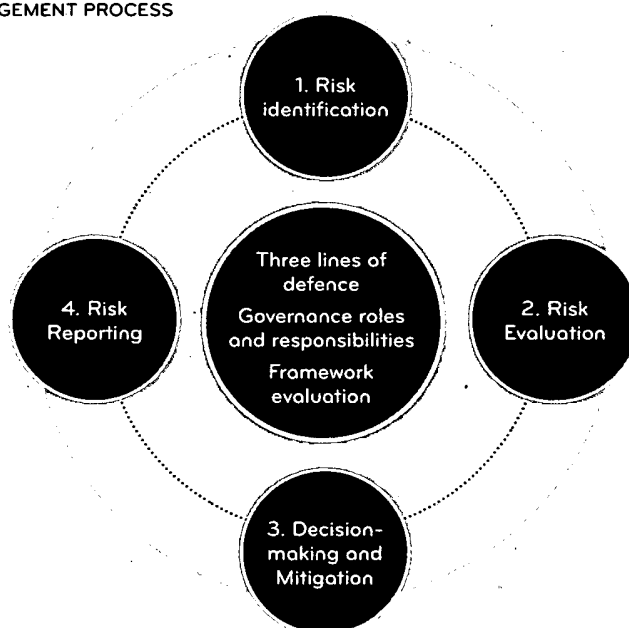 GEMENT PROCESS
1. Risk
identification
2. Risk
Evaluation
3. Decision-
making and
Mitigation
4. Risk
Reporting
Three lines of
defence
Governance roles
and responsibilities
Framework
evaluation